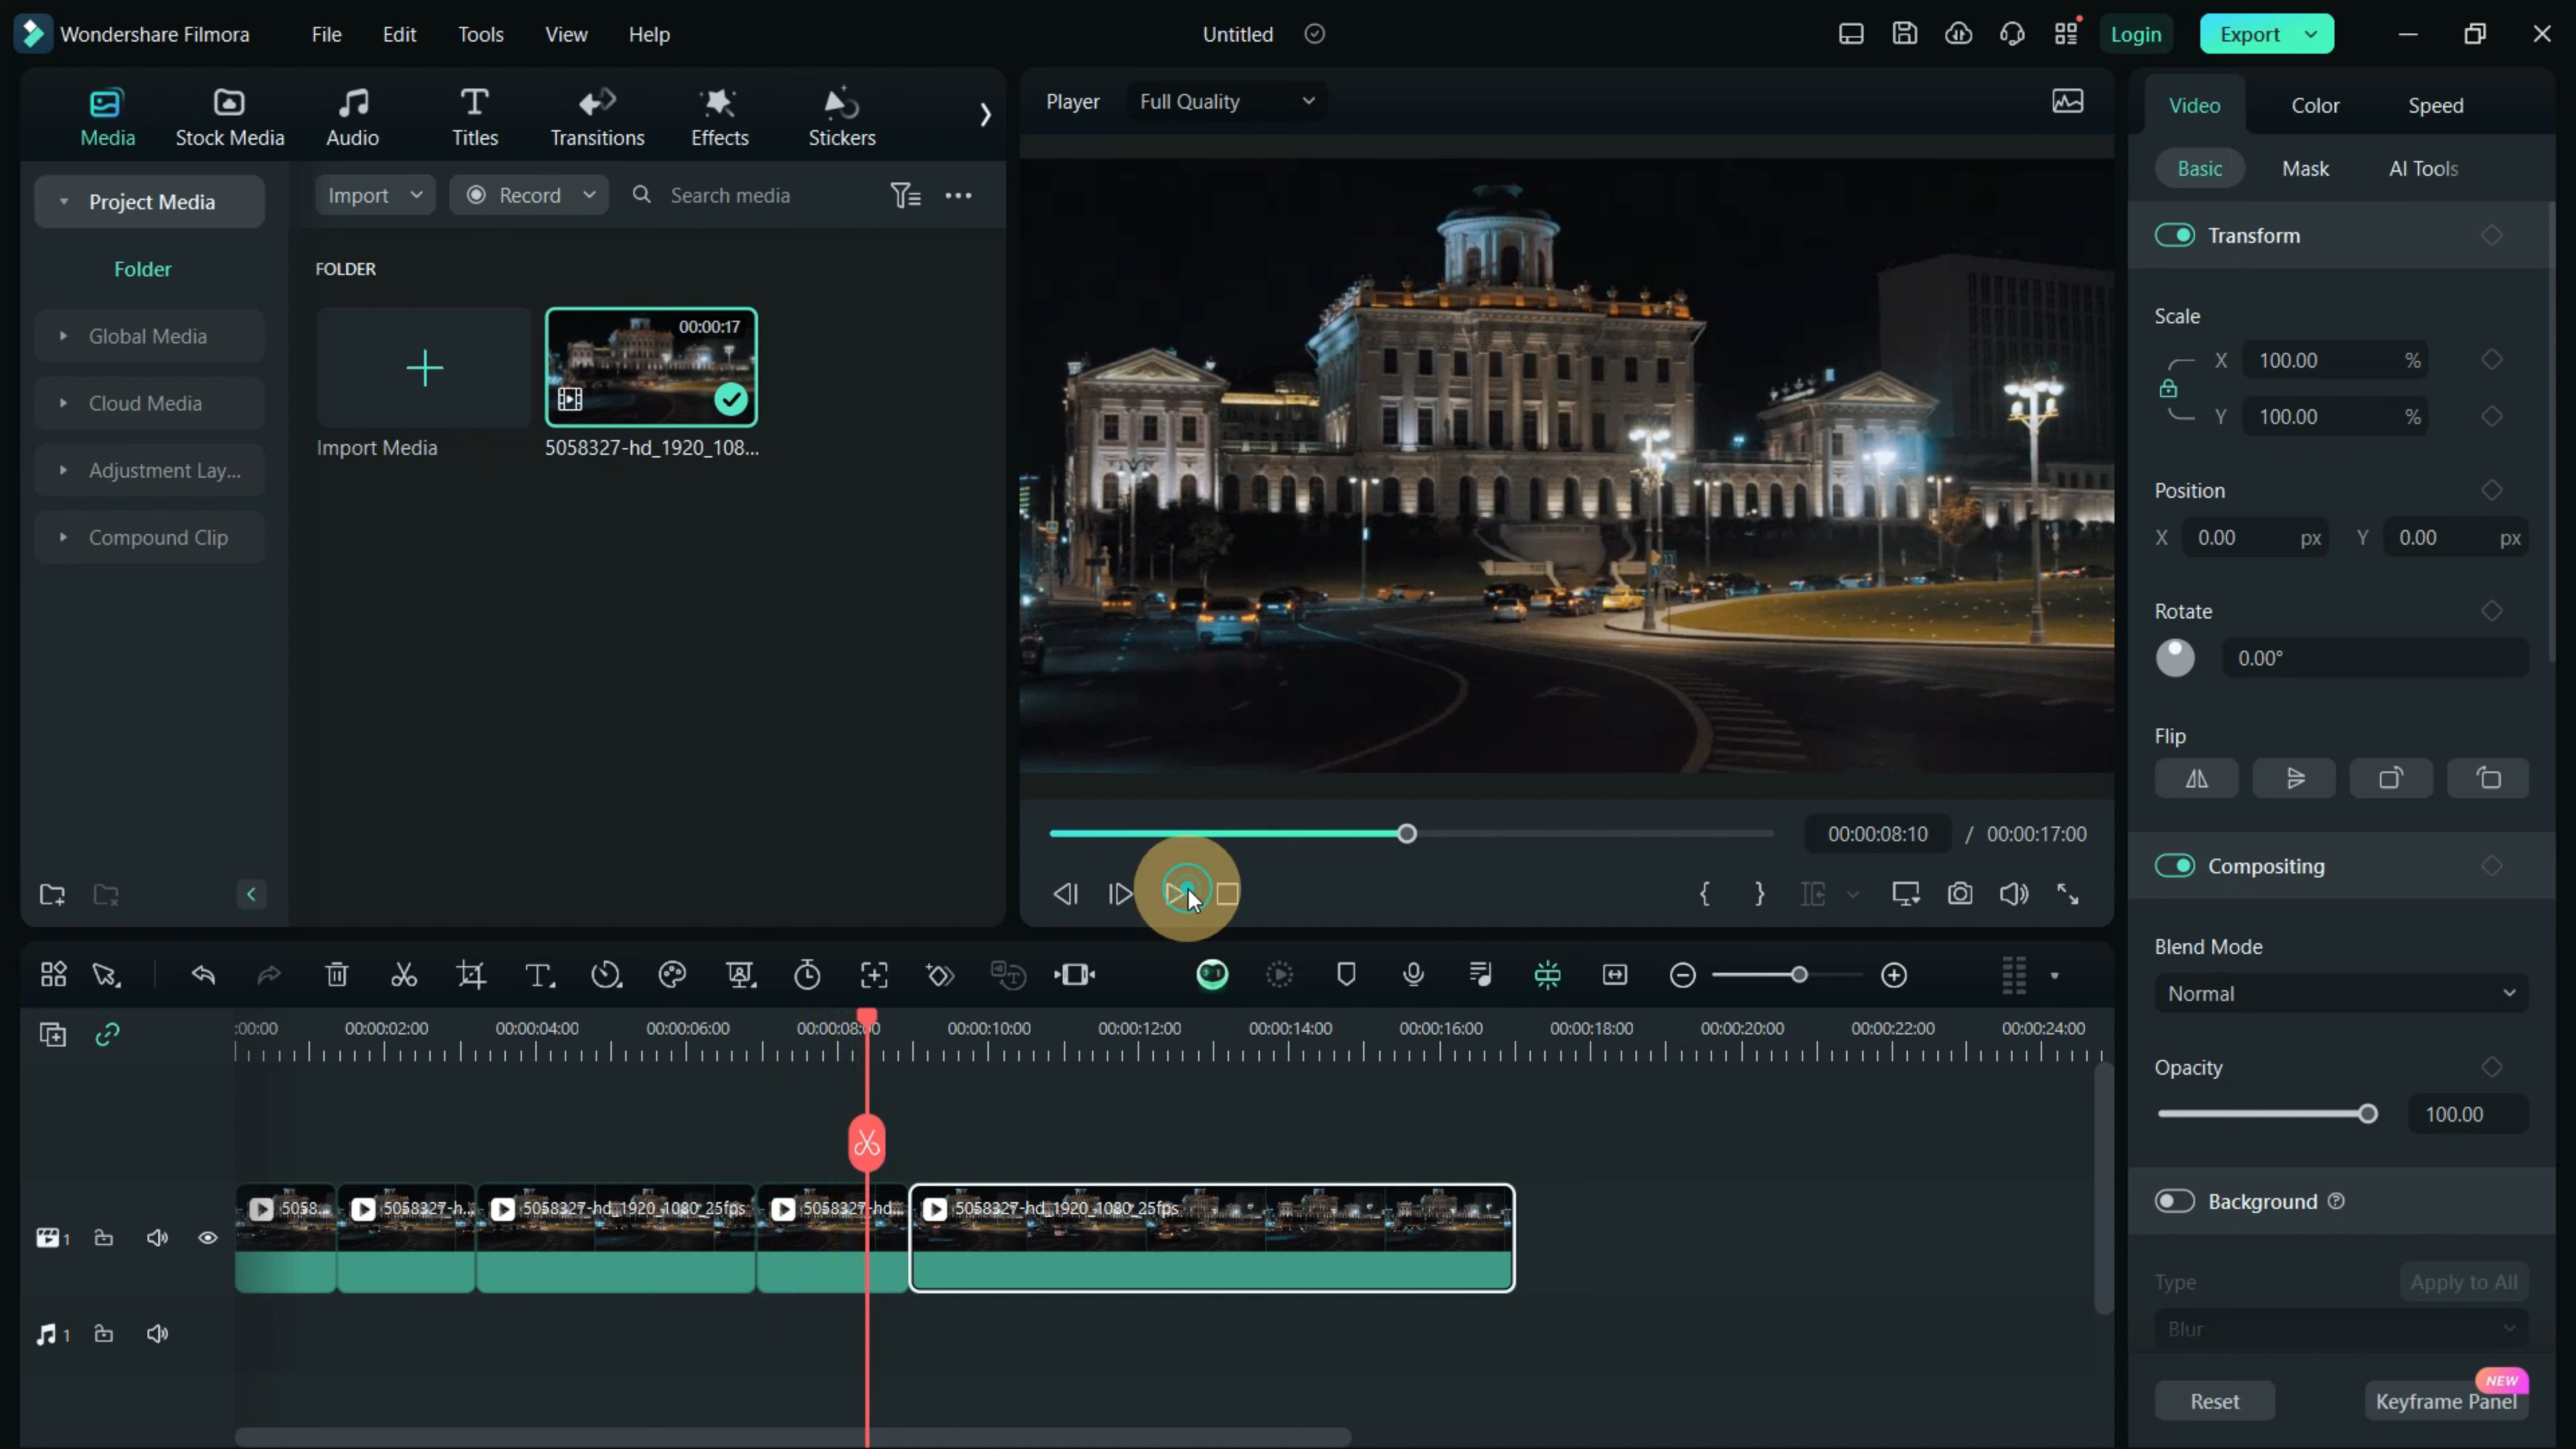 Wondershare Filmora File Edit Tools View Help Untitled Login Export
Media Stock Media Audio Titles Transitions Effects Stickers
Project Media
Folder
Global Media
Cloud Media
Adjustment Lay...
Compound Clip
Import Record Search media
FOLDER
00:00:17
Import Media 5058327-hd_1920_108...
Player Full Quality
00:00:08:10 / 00:00:17:00
Video Color Speed
Basic Mask AI Tools
Transform
Scale
X 100.00 %
Y 100.00 %
Position
X 0.00 px Y 0.00 px
Rotate
0.00°
Flip
Compositing
Blend Mode
Normal
Opacity
100.00
Background
Type Apply to All
Blur
NEW
Reset Keyframe Panel
:00:00 00:00:02:00 00:00:04:00 00:00:06:00 00:00:08:00 00:00:10:00 00:00:12:00 00:00:14:00 00:00:16:00 00:00:18:00 00:00:20:00 00:00:22:00 00:00:24:00
5058... 5058327-h... 5058327-hd_1920_1080_25fps 5058327-hd... 5058327-hd_1920_1080_25fps
1
1